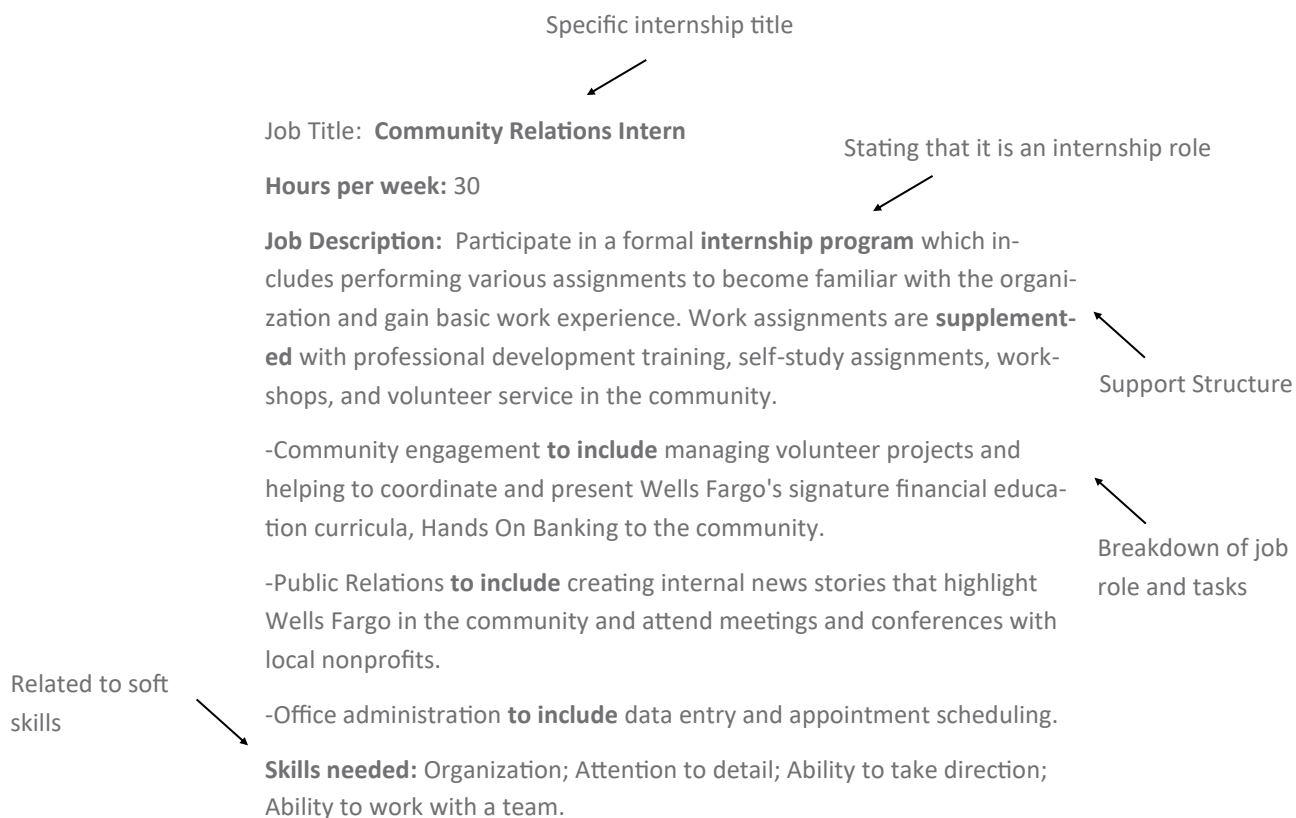 Specific internship title
Job Title: Community Relations Intern
Stating that it is an internship role
Hours per week: 30
Job Description: Participate in a formal internship program which in-
cludes performing various assignments to become familiar with the organi-
zation and gain basic work experience. Work assignments are supplement-
ed with professional development training, self-study assignments, work-
shops, and volunteer service in the community.
Support Structure
-Community engagement to include managing volunteer projects and
helping to coordinate and present Wells Fargo's signature financial educa-
tion curricula, Hands On Banking to the community.
Breakdown of job
role and tasks
-Public Relations to include creating internal news stories that highlight
Wells Fargo in the community and attend meetings and conferences with
local nonprofits.
Related to soft
skills
-Office administration to include data entry and appointment scheduling.
Skills needed: Organization; Attention to detail; Ability to take direction;
Ability to work with a team.